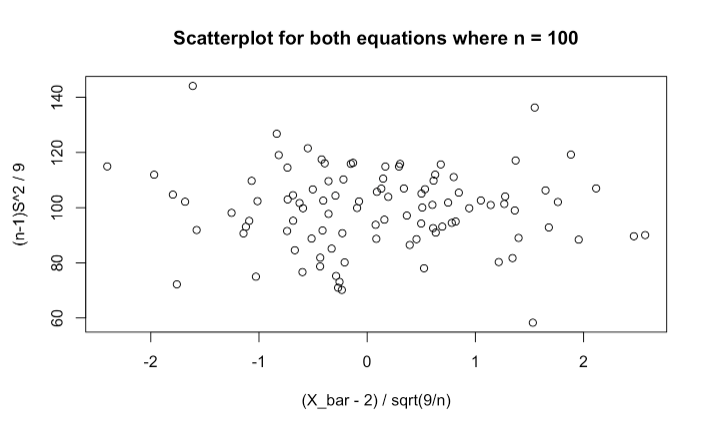 Scatterplot for both equations where n = 100
(n-1)S^2 / 9
140
120
100
80
60
-2 -1 0 1 2
(X_bar - 2) / sqrt(9/n)